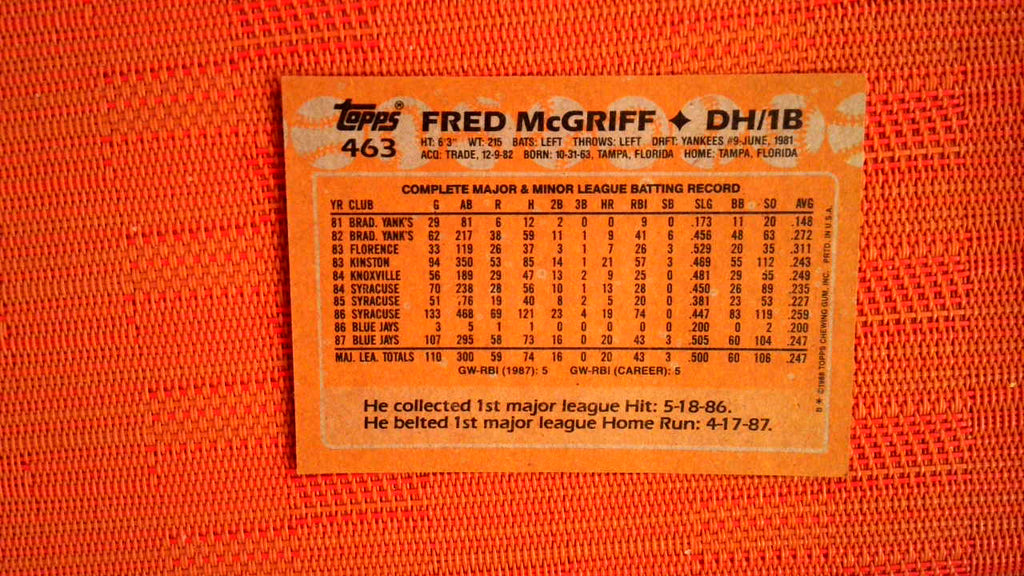 Topps® FRED McGRIFF ✦ DH/1B
463 HT: 6'3" WT: 215 BATS: LEFT THROWS: LEFT DRFT: YANKEES #9-JUNE, 1981
ACQ: TRADE, 12-9-82 BORN: 10-31-63, TAMPA, FLORIDA HOME: TAMPA, FLORIDA
COMPLETE MAJOR & MINOR LEAGUE BATTING RECORD
YR CLUB G AB R H 2B 3B HR RBI SB SLG BB SO AVG
81 BRAD. YANK'S 29 81 6 12 2 0 0 9 0 .173 11 20 .148
82 BRAD. YANK'S 62 217 38 59 11 1 9 41 6 .456 48 63 .272
83 FLORENCE 33 119 26 37 3 1 7 26 3 .529 20 35 .311
83 KINSTON 94 350 53 85 14 1 21 57 3 .469 55 112 .243
84 KNOXVILLE 56 189 29 47 13 2 9 25 0 .481 29 55 .249
84 SYRACUSE 70 238 28 56 10 1 13 28 0 .450 26 89 .235
85 SYRACUSE 51 176 19 40 8 2 5 20 0 .381 23 53 .227
86 SYRACUSE 133 468 69 121 23 4 19 74 0 .447 83 119 .259
86 BLUE JAYS 3 5 1 1 0 0 0 0 0 .200 0 2 .200
87 BLUE JAYS 107 295 58 73 16 0 20 43 3 .505 60 104 .247
MAJ. LEA. TOTALS 110 300 59 74 16 0 20 43 3 .500 60 106 .247
GW-RBI (1987): 5 GW-RBI (CAREER): 5
He collected 1st major league Hit: 5-18-86.
He belted 1st major league Home Run: 4-17-87.
B* ©1988 TOPPS CHEWING GUM, INC. PRTD. IN U.S.A.